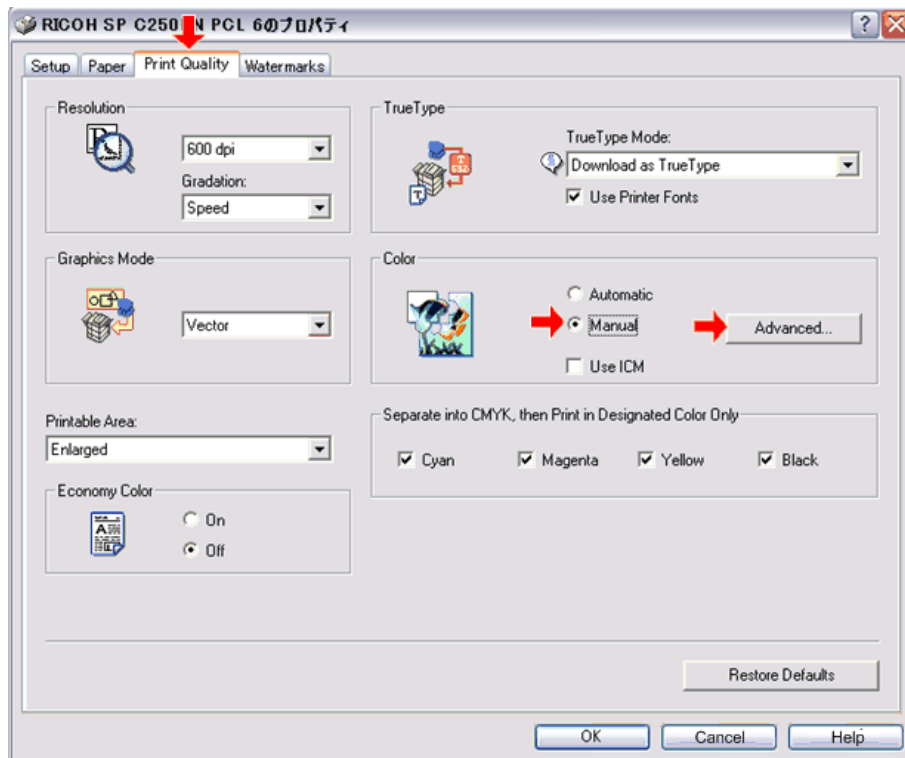 RICOH SP C250 N PCL 6のプロパティ
Setup Paper Print Quality Watermarks
Resolution
600 dpi
Gradation:
Speed
TrueType
TrueType Mode:
Download as TrueType
Use Printer Fonts
Graphics Mode
Vector
Color
Automatic
Manual
Advanced...
Use ICM
Printable Area:
Enlarged
Separate into CMYK, then Print in Designated Color Only
Cyan Magenta Yellow Black
Economy Color
On
Off
Restore Defaults
OK Cancel Help